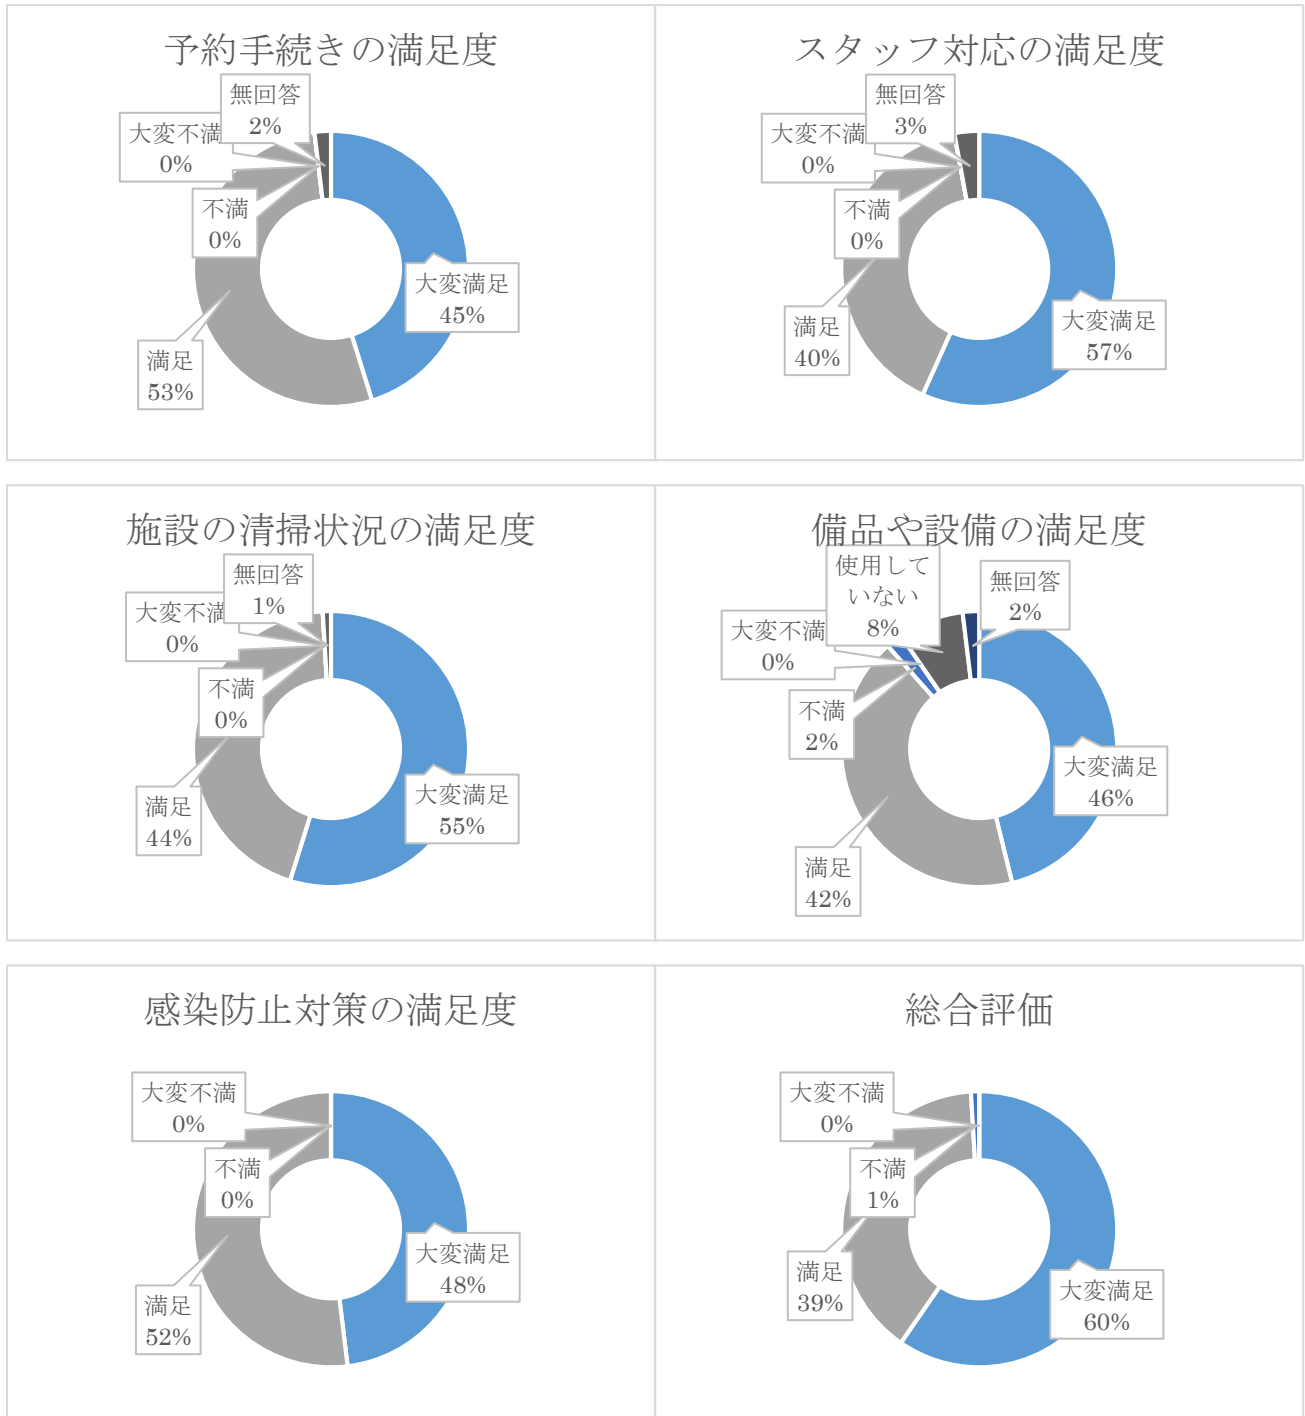 予約手続きの満足度
無回答
2%
大変不満
0%
不満
0%
大変満足
45%
満足
53%
スタッフ対応の満足度
無回答
3%
大変不満
0%
不満
0%
大変満足
57%
満足
40%
施設の清掃状況の満足度
無回答
1%
大変不満
0%
不満
0%
大変満足
55%
満足
44%
備品や設備の満足度
使用して
いない
8%
無回答
2%
大変不満
0%
不満
2%
大変満足
46%
満足
42%
感染防止対策の満足度
大変不満
0%
不満
0%
大変満足
48%
満足
52%
総合評価
大変不満
0%
不満
1%
満足
39%
大変満足
60%